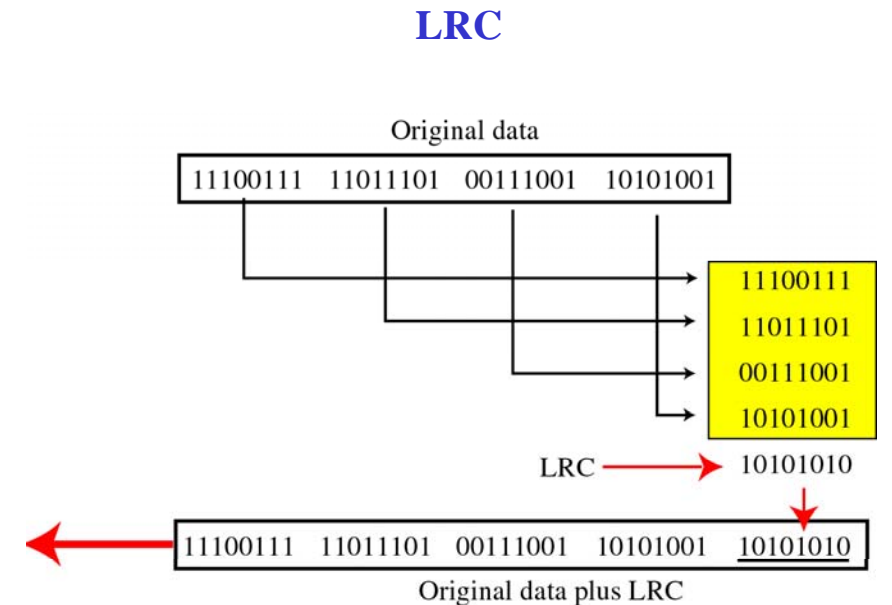 LRC
Original data
11100111 11011101 00111001 10101001
11100111
11011101
00111001
10101001
LRC 10101010
11100111 11011101 00111001 10101001 10101010
Original data plus LRC